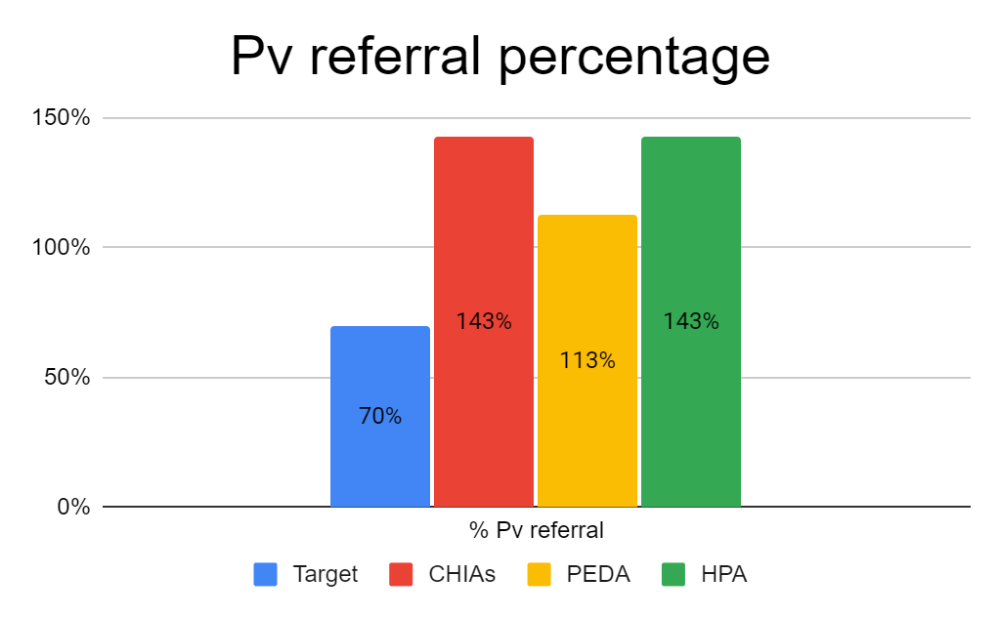 Pv referral percentage
150%
100%
50%
0%
70%
143%
113%
143%
% Pv referral
Target CHIAs PEDA HPA